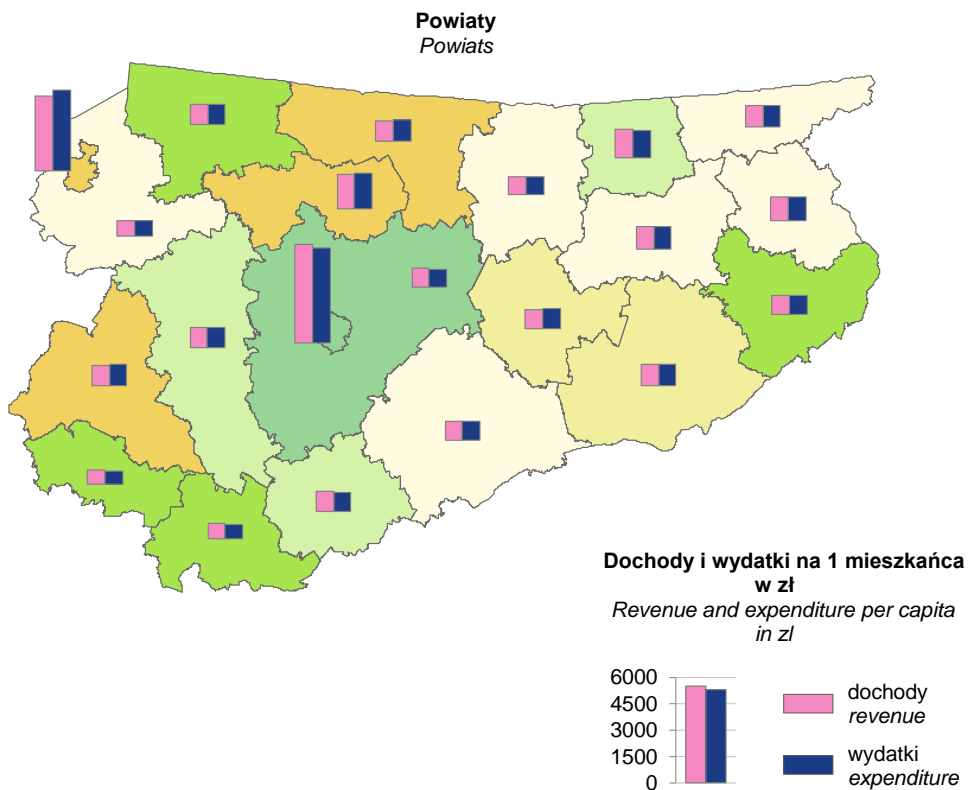 Powiaty
Powiats
Dochody i wydatki na 1 mieszkańca
w zł
Revenue and expenditure per capita
in zl
6000
4500
3000
1500
0
dochody
revenue
wydatki
expenditure